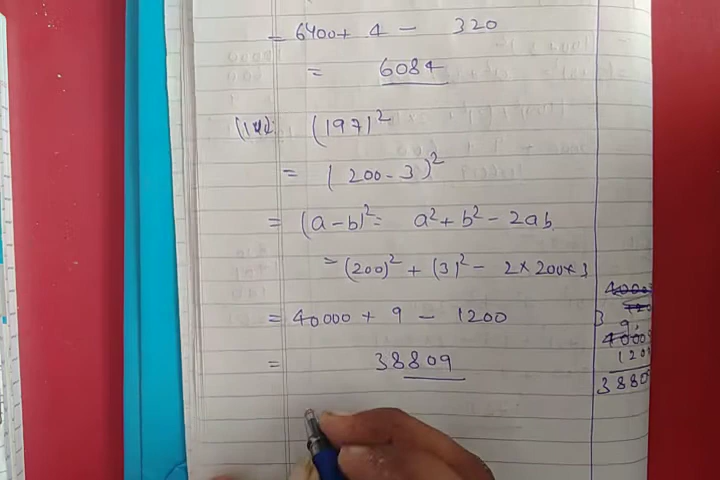 = 6400 + 4 - 320
= 6084
(197)²
= (200 - 3)²
= (a - b)² = a² + b² - 2ab
= (200)² + (3)² - 2 × 200 × 3
= 40000 + 9 - 1200
= 38809